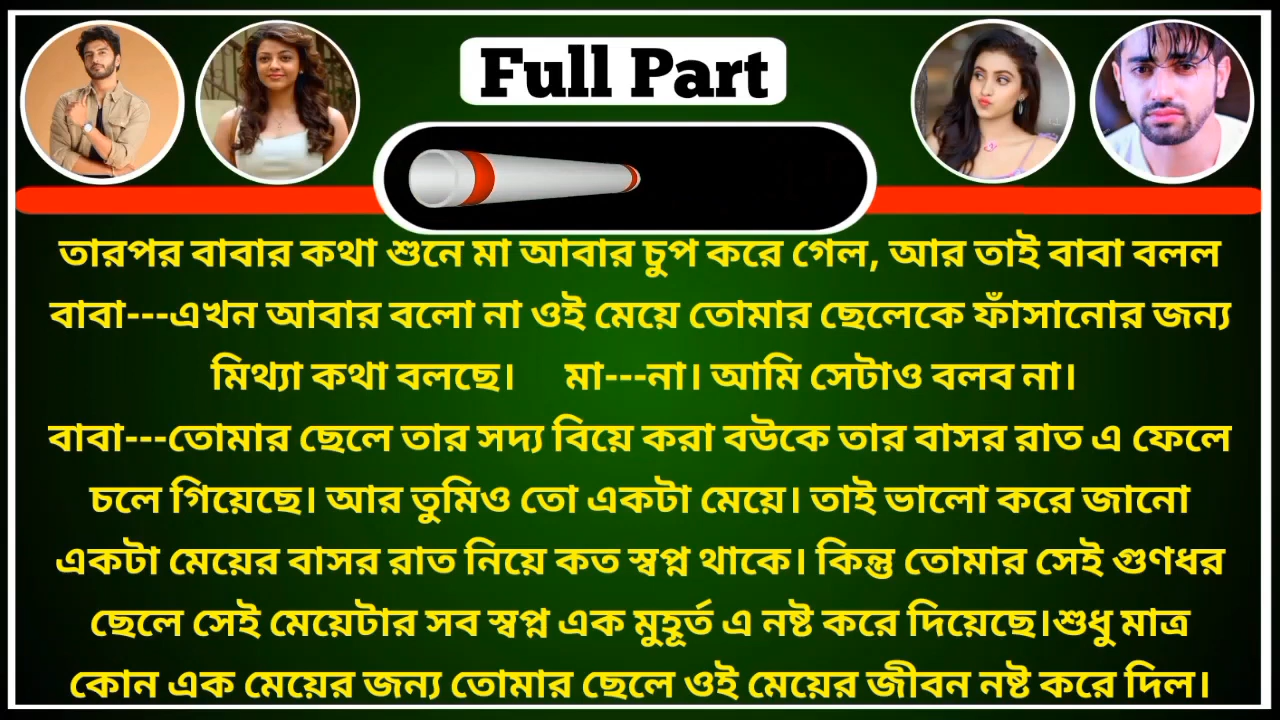 Full Part
তারপর বাবার কথা শুনে মা আবার চুপ করে গেল, আর তাই বাবা বলল
বাবা---এখন আবার বলো না ওই মেয়ে তোমার ছেলেকে ফাঁসানোর জন্য
মিথ্যা কথা বলছে। মা---না। আমি সেটাও বলব না।
বাবা---তোমার ছেলে তার সদ্য বিয়ে করা বউকে তার বাসর রাত এ ফেলে
চলে গিয়েছে। আর তুমিও তো একটা মেয়ে। তাই ভালো করে জানো
একটা মেয়ের বাসর রাত নিয়ে কত স্বপ্ন থাকে। কিন্তু তোমার সেই গুণধর
ছেলে সেই মেয়েটার সব স্বপ্ন এক মুহূর্ত এ নষ্ট করে দিয়েছে।শুধু মাত্র
কোন এক মেয়ের জন্য তোমার ছেলে ওই মেয়ের জীবন নষ্ট করে দিল।